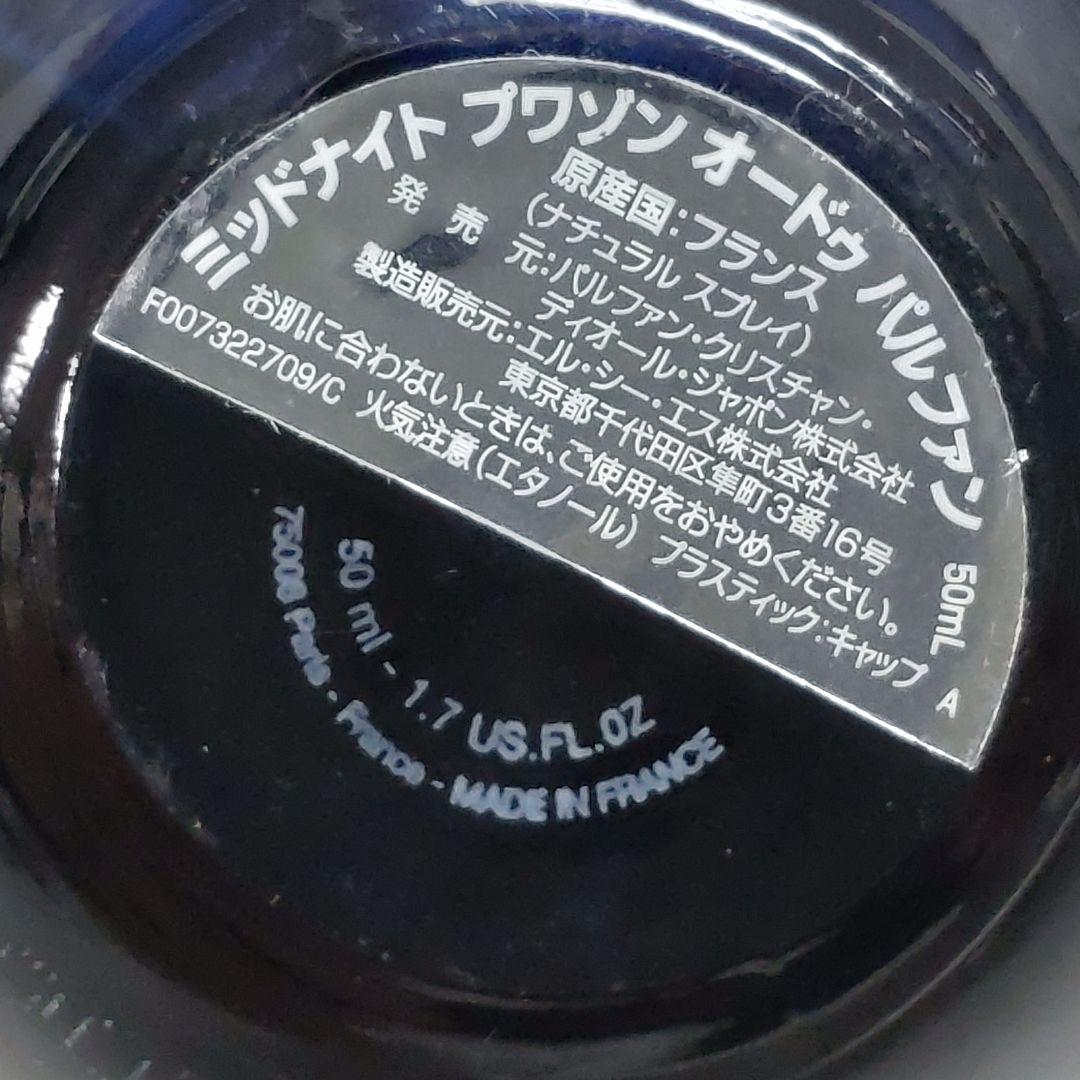 ミッドナイト プワゾン オードゥ パルファン 50mL
原産国：フランス
（ナチュラル スプレイ）
発売元：パルファン・クリスチャン・
ディオール・ジャポン株式会社
製造販売元：エル・シー・エス株式会社
東京都千代田区隼町3番16号
お肌に合わないときは、ご使用をおやめください。
F007322709/C 火気注意（エタノール） プラスティック：キャップ A
50 ml - 1.7 US.FL.OZ
75008 Paris - France - MADE IN FRANCE